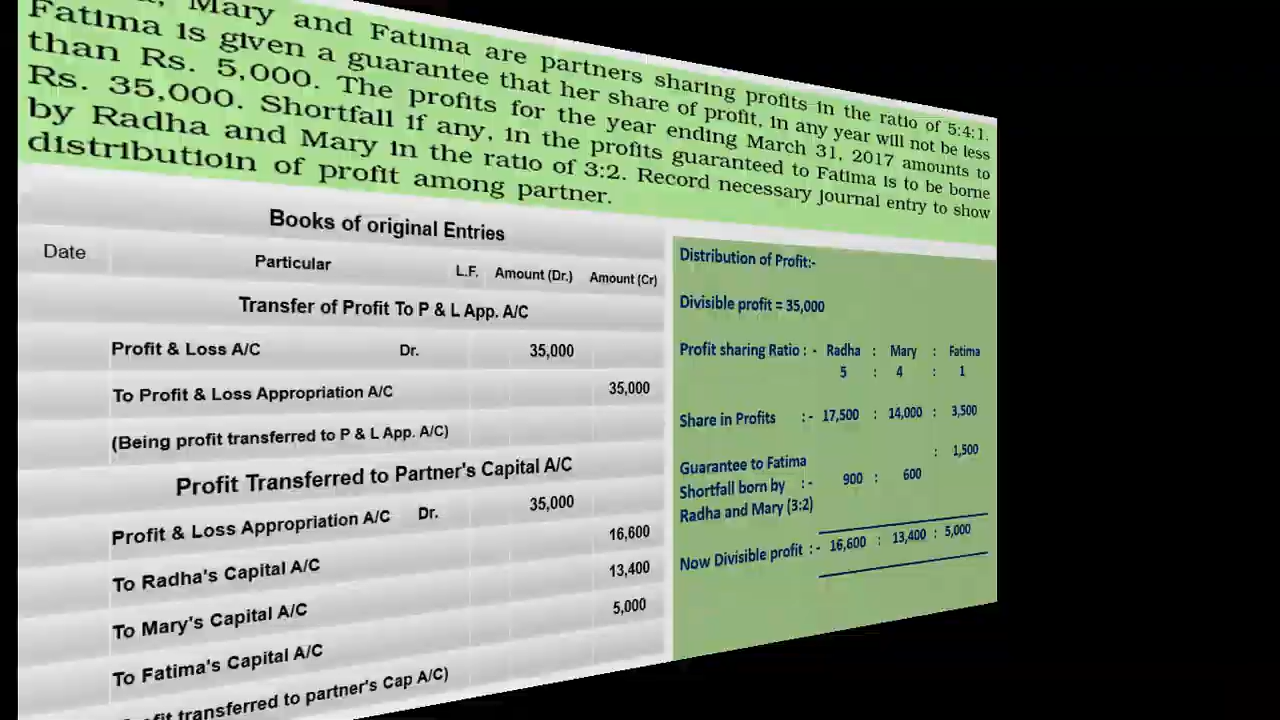 Mary and Fatima are partners sharing profits in the ratio of 5:4:1.
Fatima is given a guarantee that her share of profit, in any year will not be less
than Rs. 5,000. The profits for the year ending March 31, 2017 amounts to
Rs. 35,000. Shortfall if any, in the profits guaranteed to Fatima is to be borne
by Radha and Mary in the ratio of 3:2. Record necessary journal entry to show
distributioin of profit among partner.
Books of original Entries
Date Particular L.F. Amount (Dr.) Amount (Cr)
Transfer of Profit To P & L App. A/C
Profit & Loss A/C Dr. 35,000
To Profit & Loss Appropriation A/C 35,000
(Being profit transferred to P & L App. A/C)
Profit Transferred to Partner's Capital A/C
Profit & Loss Appropriation A/C Dr. 35,000
To Radha's Capital A/C 16,600
To Mary's Capital A/C 13,400
To Fatima's Capital A/C 5,000
transferred to partner's Cap A/C)
Distribution of Profit:-
Divisible profit = 35,000
Profit sharing Ratio : - Radha : Mary : Fatima
5 : 4 : 1
Share in Profits :- 17,500 : 14,000 : 3,500
: 1,500
Guarantee to Fatima
Shortfall born by :- 900 : 600
Radha and Mary (3:2)
Now Divisible profit :- 16,600 : 13,400 : 5,000